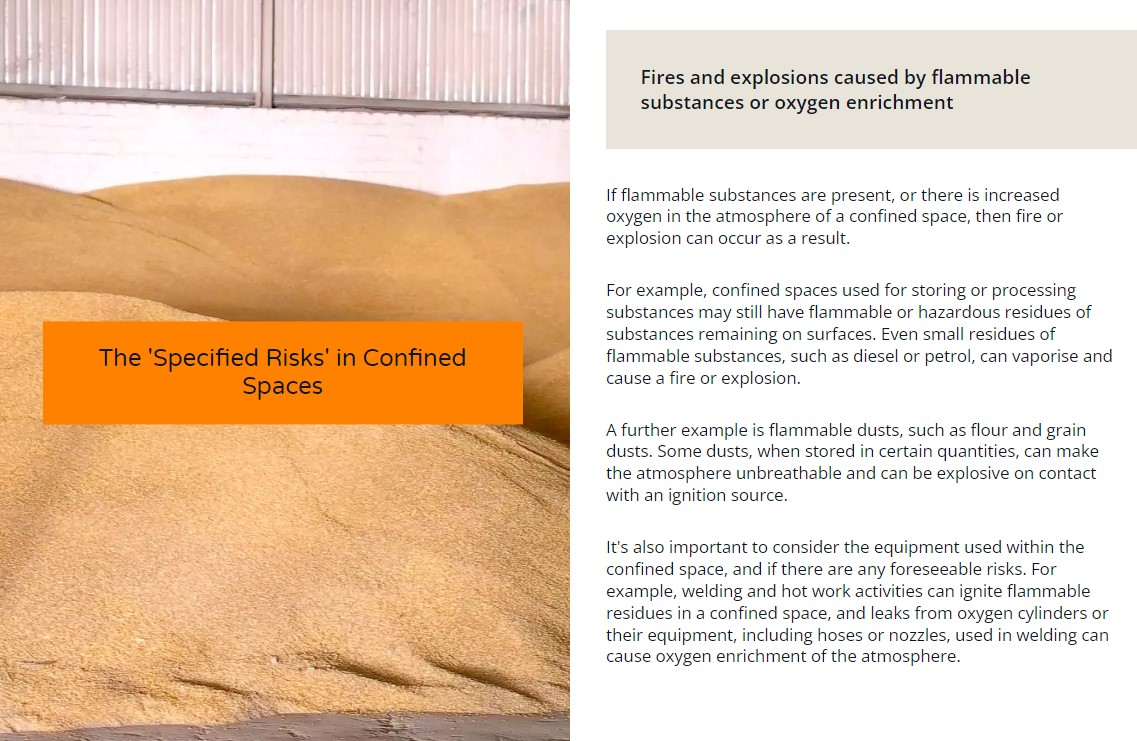 The 'Specified Risks' in Confined
Spaces
Fires and explosions caused by flammable
substances or oxygen enrichment
If flammable substances are present, or there is increased
oxygen in the atmosphere of a confined space, then fire or
explosion can occur as a result.
For example, confined spaces used for storing or processing
substances may still have flammable or hazardous residues of
substances remaining on surfaces. Even small residues of
flammable substances, such as diesel or petrol, can vaporise and
cause a fire or explosion.
A further example is flammable dusts, such as flour and grain
dusts. Some dusts, when stored in certain quantities, can make
the atmosphere unbreathable and can be explosive on contact
with an ignition source.
It's also important to consider the equipment used within the
confined space, and if there are any foreseeable risks. For
example, welding and hot work activities can ignite flammable
residues in a confined space, and leaks from oxygen cylinders or
their equipment, including hoses or nozzles, used in welding can
cause oxygen enrichment of the atmosphere.